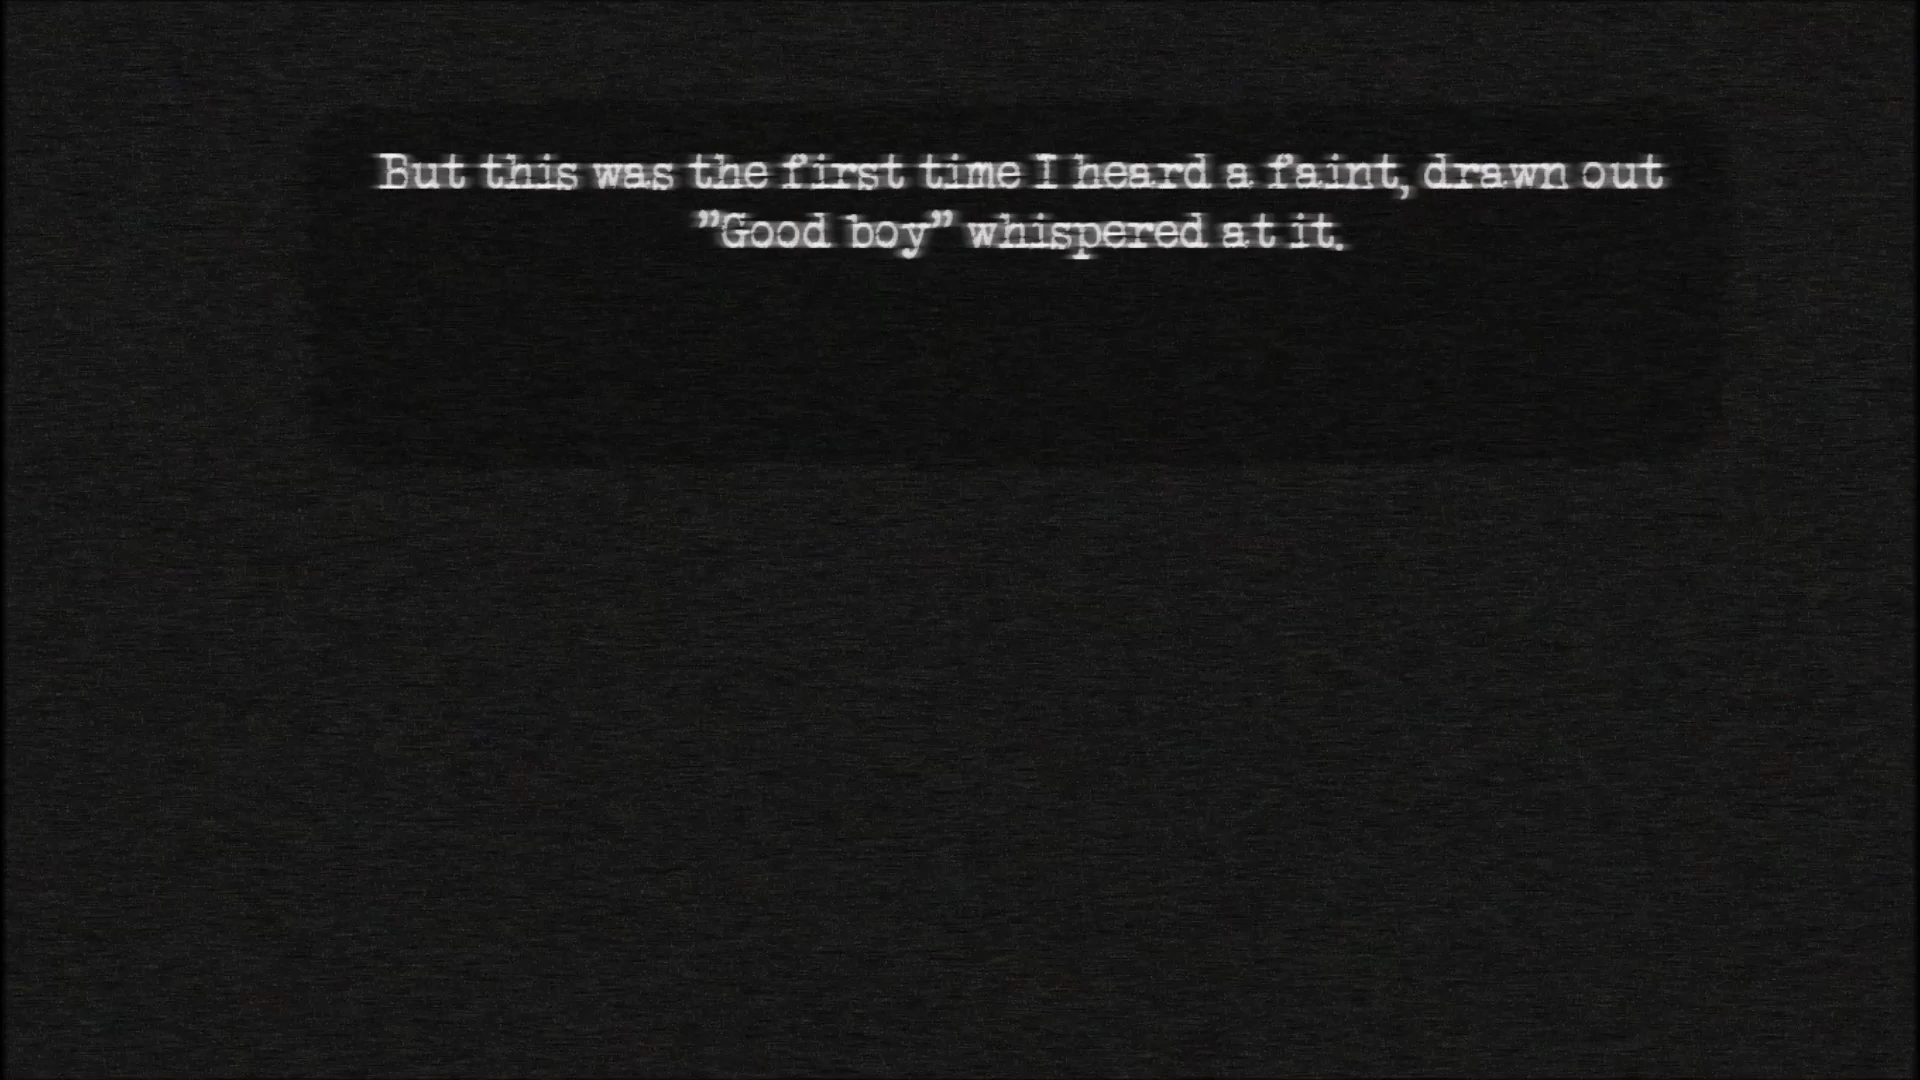 But this was the first time I heard a faint, drawn out
”Good boy” whispered at it.